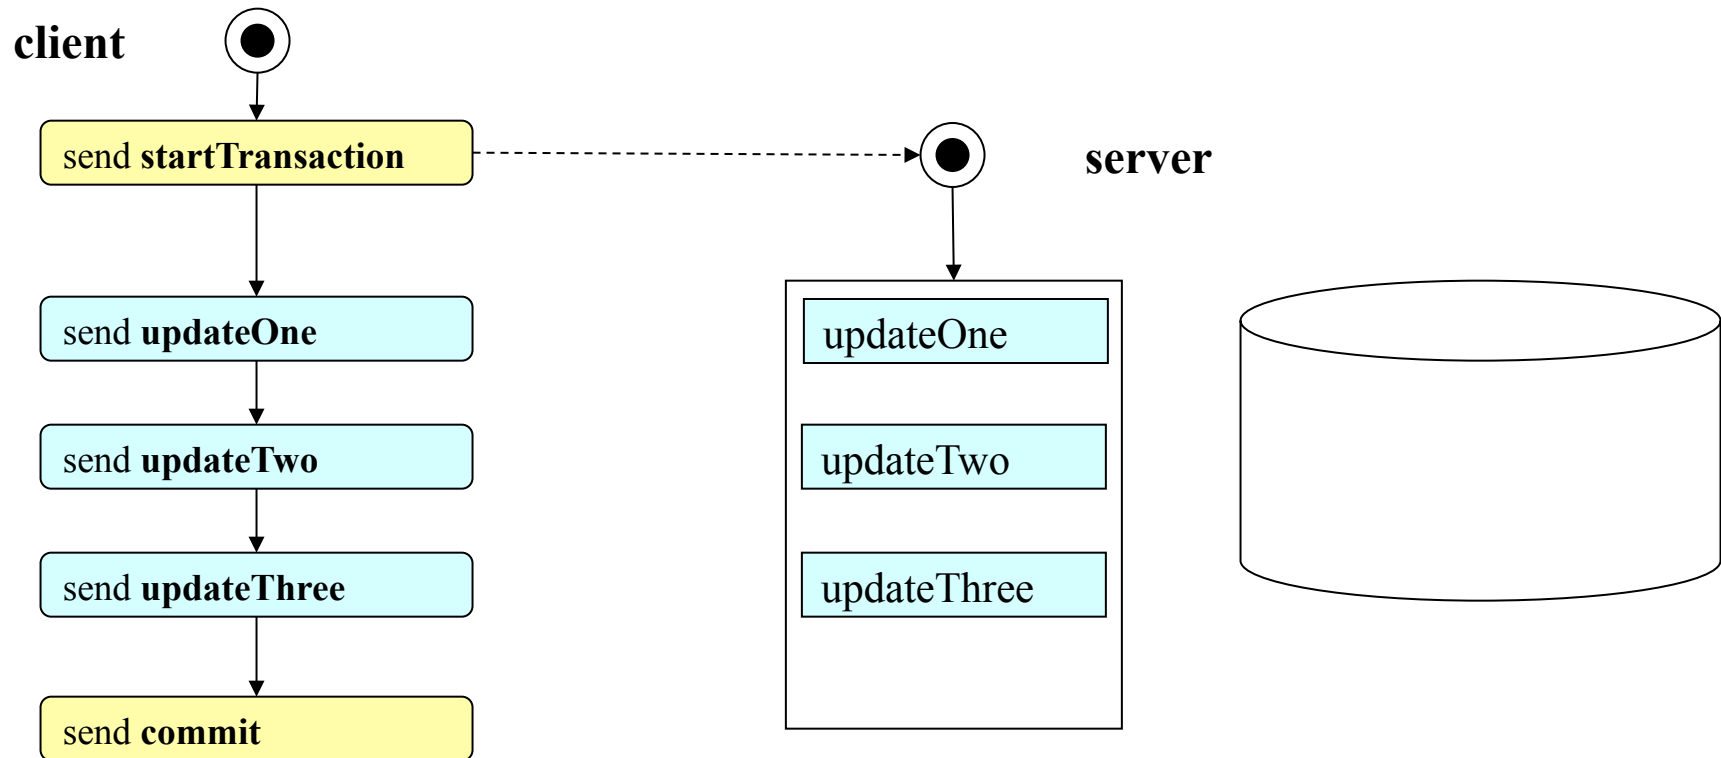 client
send startTransaction
server
send updateOne
updateOne
send updateTwo
updateTwo
send updateThree
updateThree
send commit